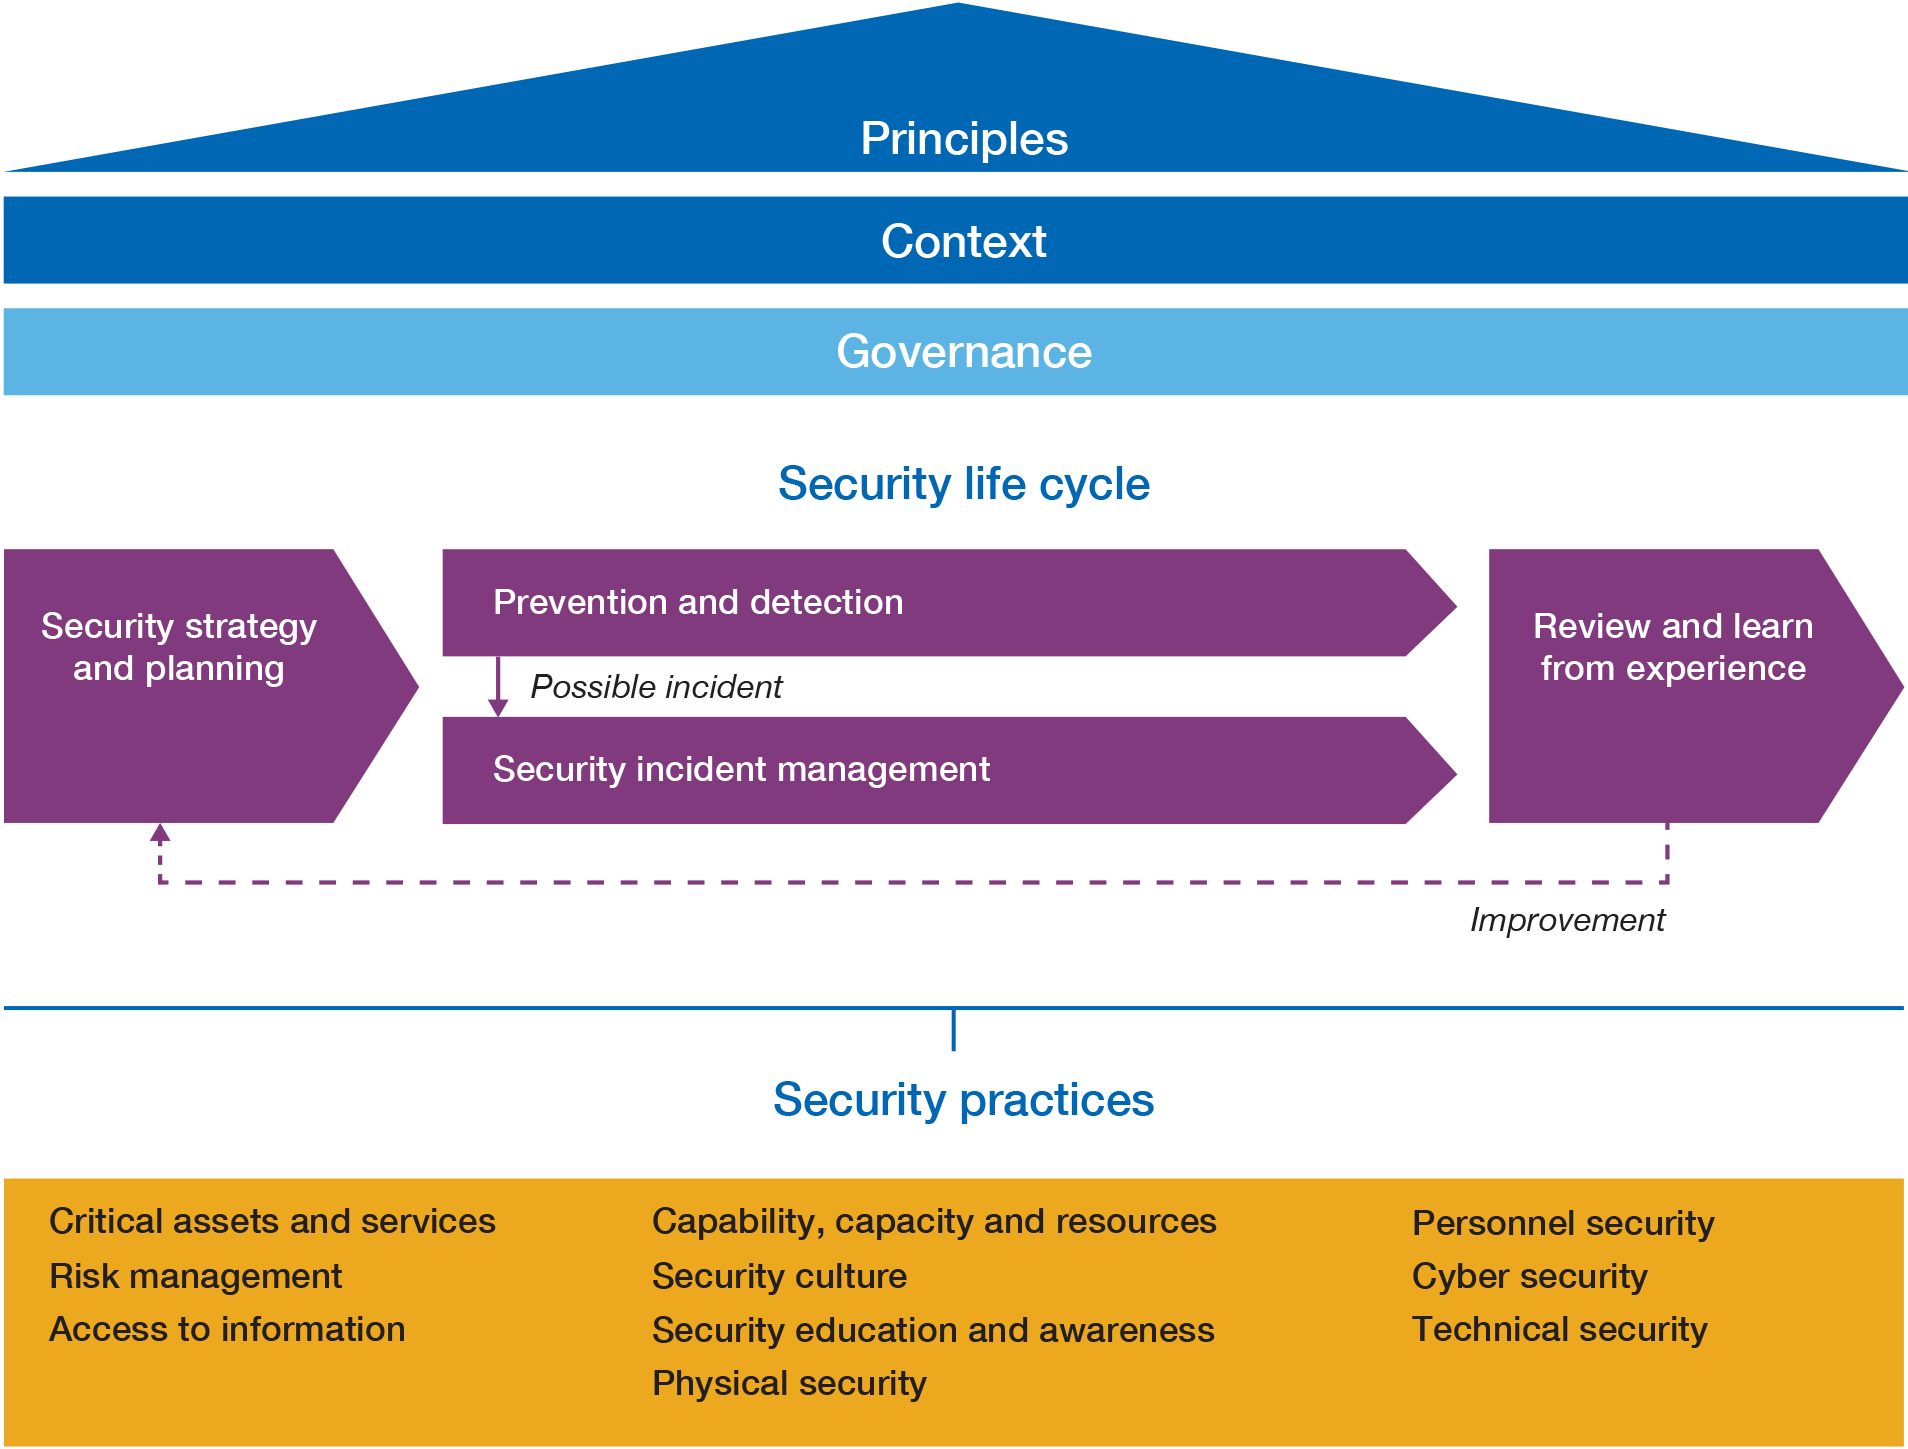 Principles
Context
Governance
Security life cycle
Security strategy
and planning
Prevention and detection
Possible incident
Security incident management
Review and learn
from experience
Improvement
Security practices
Critical assets and services
Risk management
Access to information
Capability, capacity and resources
Security culture
Security education and awareness
Physical security
Personnel security
Cyber security
Technical security